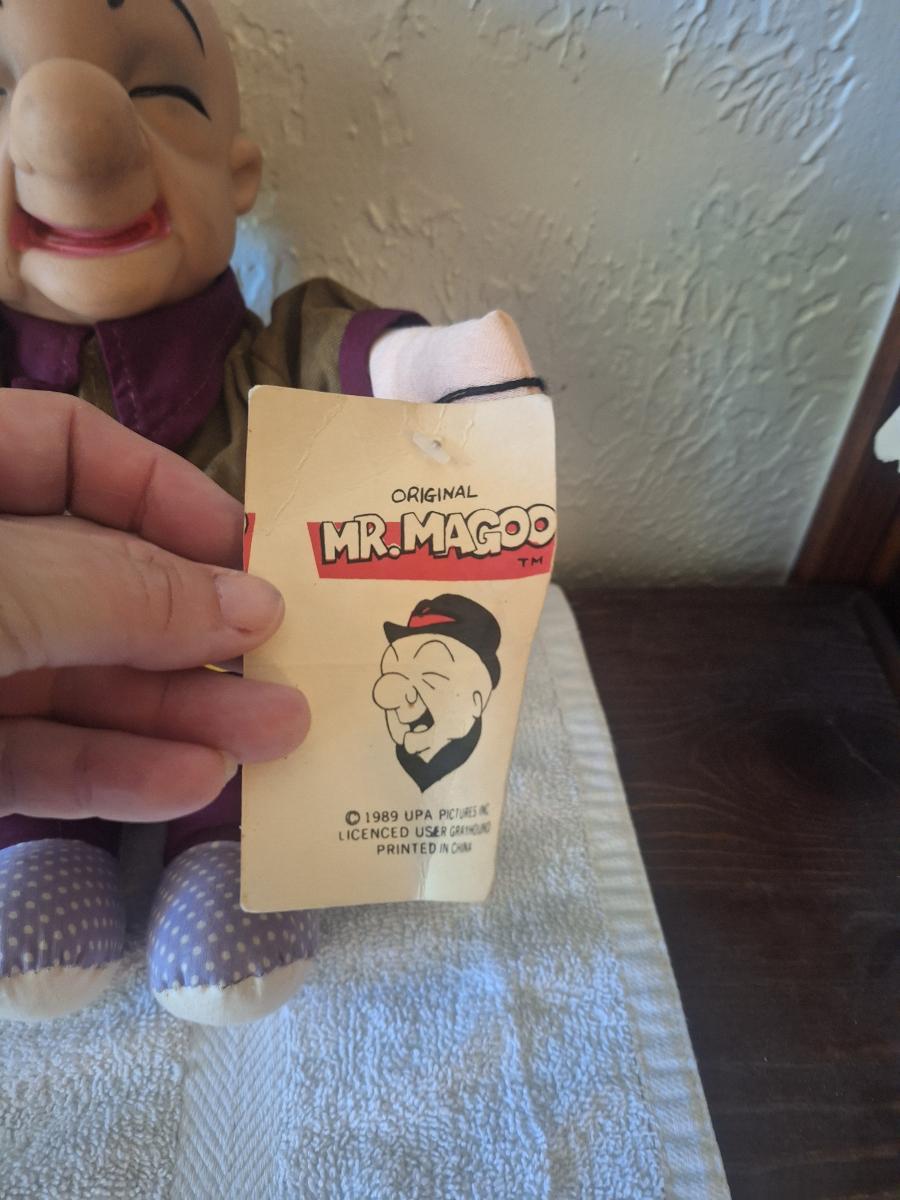 ORIGINAL
MR. MAGOO
TM
© 1989 UPA PICTURES INC
LICENCED USER GRAYHOUND
PRINTED IN CHINA